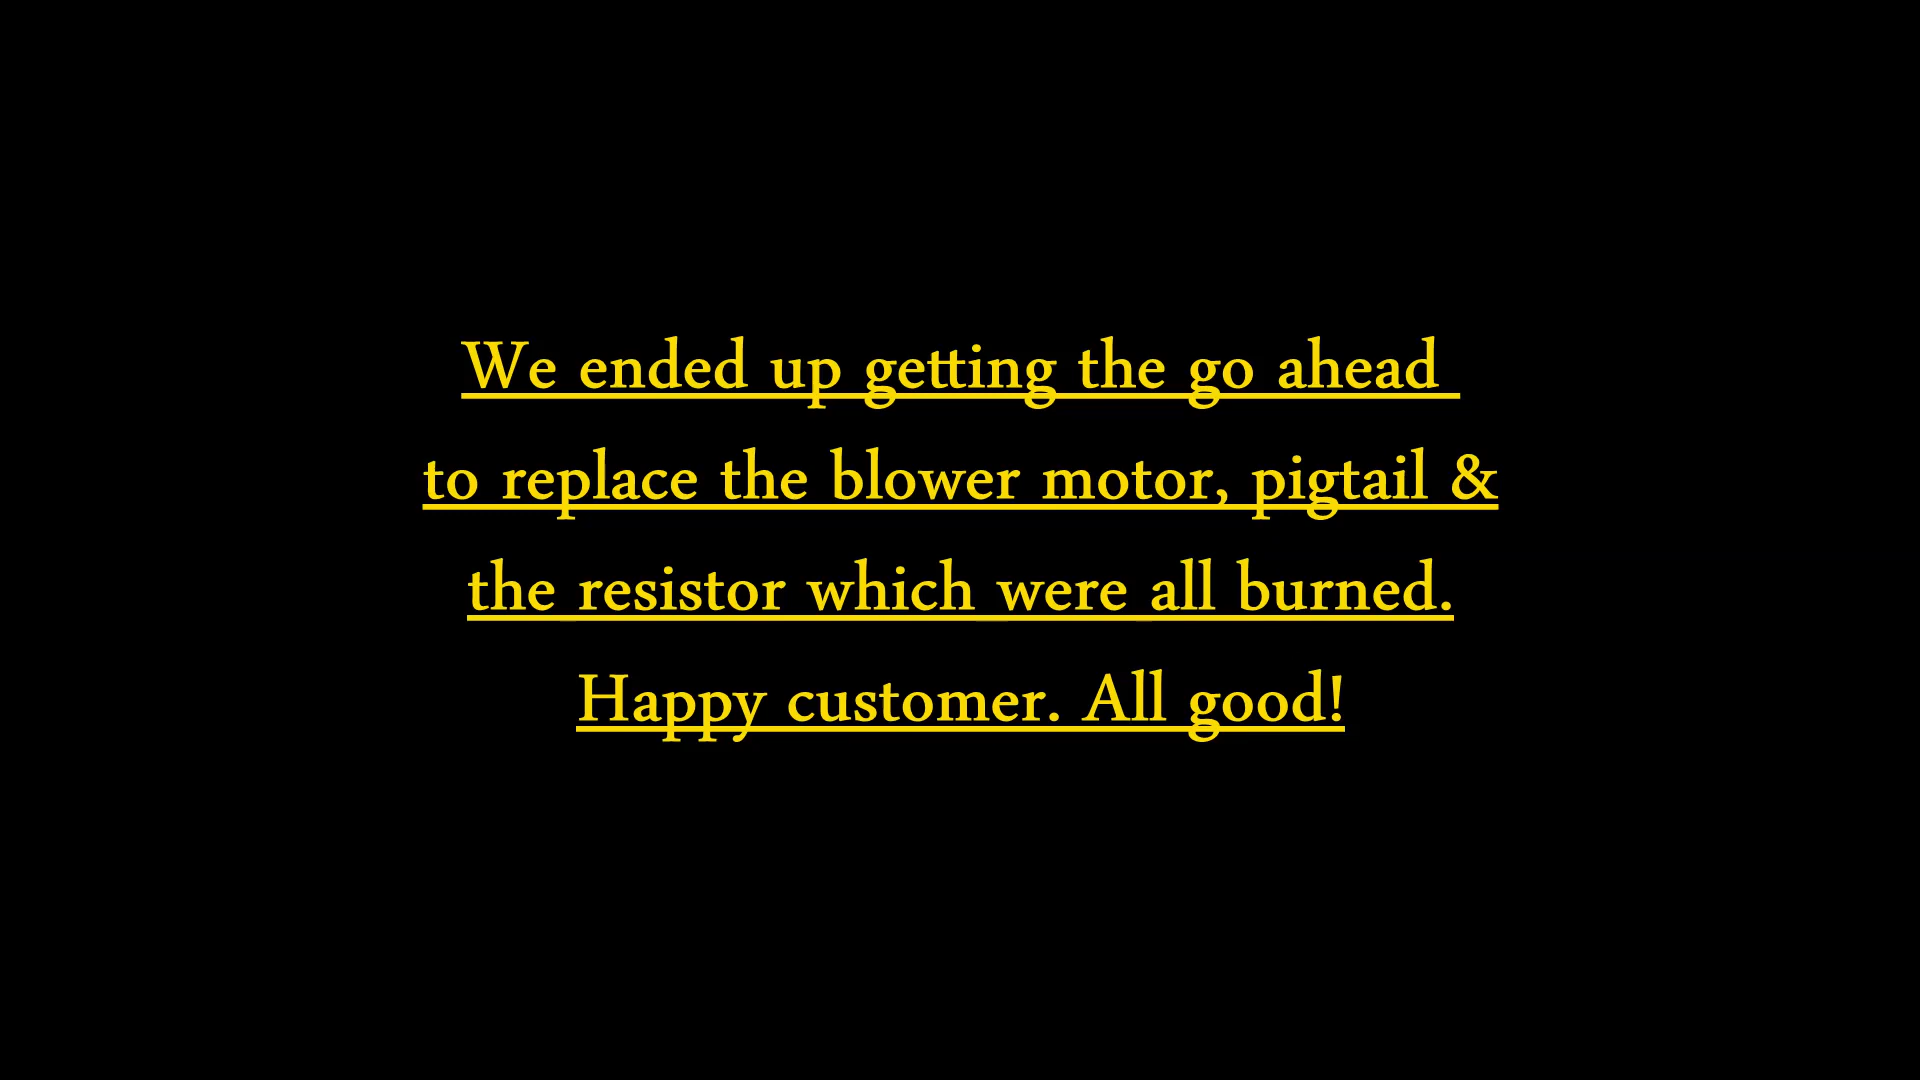 We ended up getting the go ahead
to replace the blower motor, pigtail &
the resistor which were all burned.
Happy customer. All good!